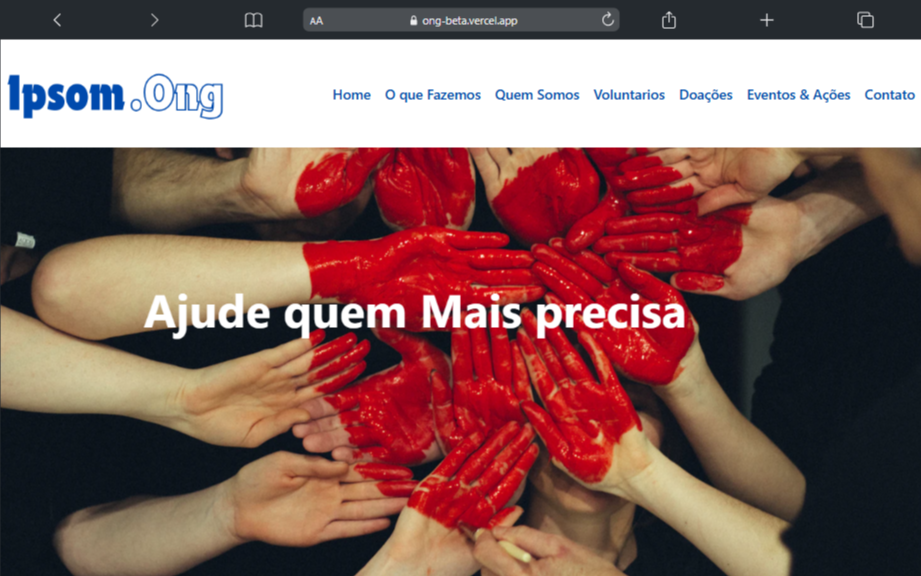 AA
ong-beta.vercel.app
Ipsom.Ong
Home O que Fazemos Quem Somos Voluntarios Doações Eventos & Ações Contato
Ajude quem Mais precisa